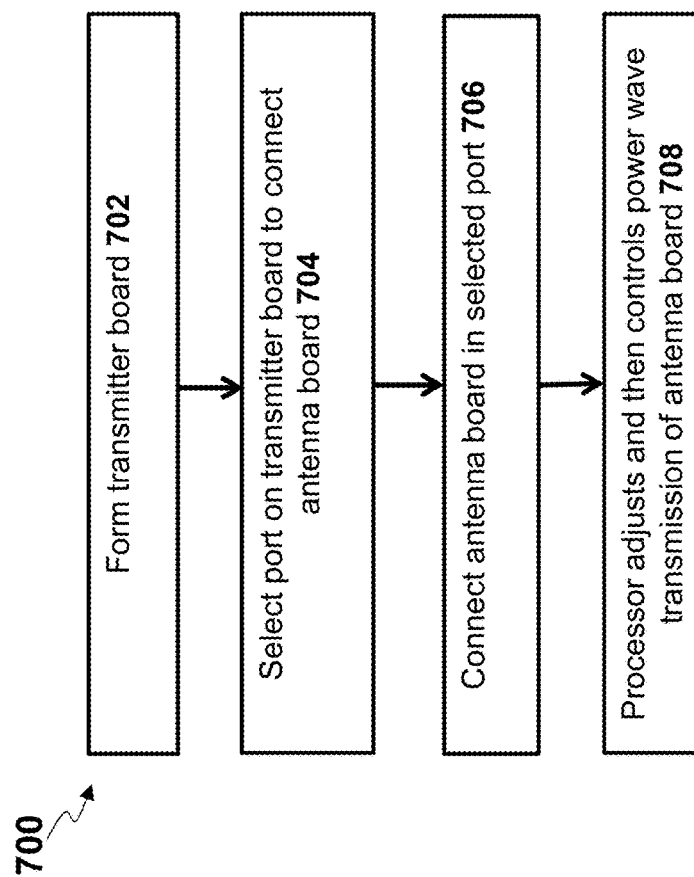 700
Form transmitter board 702
Select port on transmitter board to connect
antenna board 704
Connect antenna board in selected port 706
Processor adjusts and then controls power wave
transmission of antenna board 708